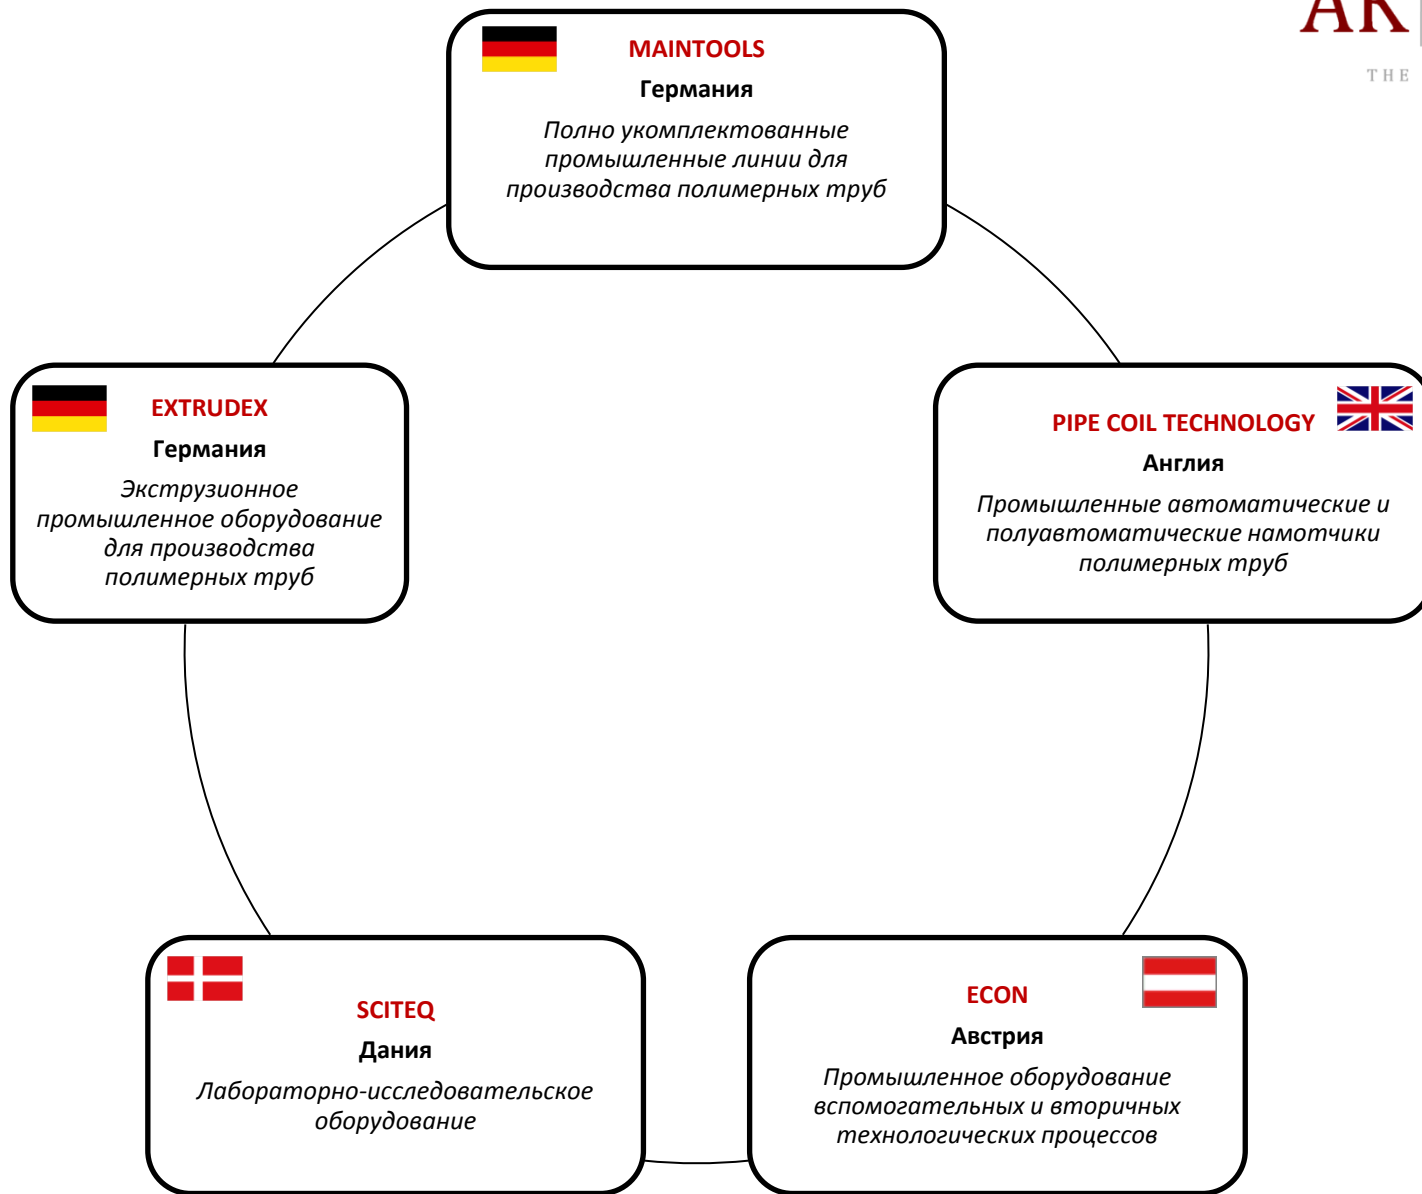 AR
THE
MAINTOOLS
Германия
Полно укомплектованные
промышленные линии для
производства полимерных труб
EXTRUDEX
Германия
Экструзионное
промышленное оборудование
для производства
полимерных труб
PIPE COIL TECHNOLOGY
Англия
Промышленные автоматические и
полуавтоматические намотчики
полимерных труб
SCITEQ
Дания
Лабораторно-исследовательское
оборудование
ECON
Австрия
Промышленное оборудование
вспомогательных и вторичных
технологических процессов